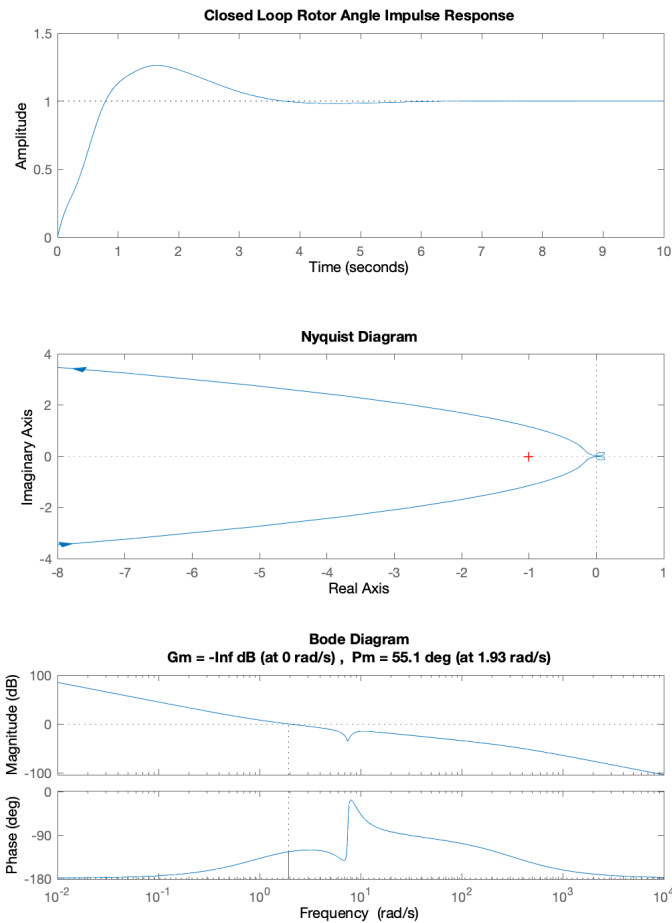 Closed Loop Rotor Angle Impulse Response
1.5
1
0.5
0
Amplitude
0 1 2 3 4 5 6 7 8 9 10
Time (seconds)
Nyquist Diagram
4
2
0
-2
-4
Imaginary Axis
-8 -7 -6 -5 -4 -3 -2 -1 0 1
Real Axis
Bode Diagram
Gm = -Inf dB (at 0 rad/s) , Pm = 55.1 deg (at 1.93 rad/s)
100
0
-100
Magnitude (dB)
0
-90
-180
Phase (deg)
10⁻² 10⁻¹ 10⁰ 10¹ 10² 10³ 10⁴
Frequency (rad/s)